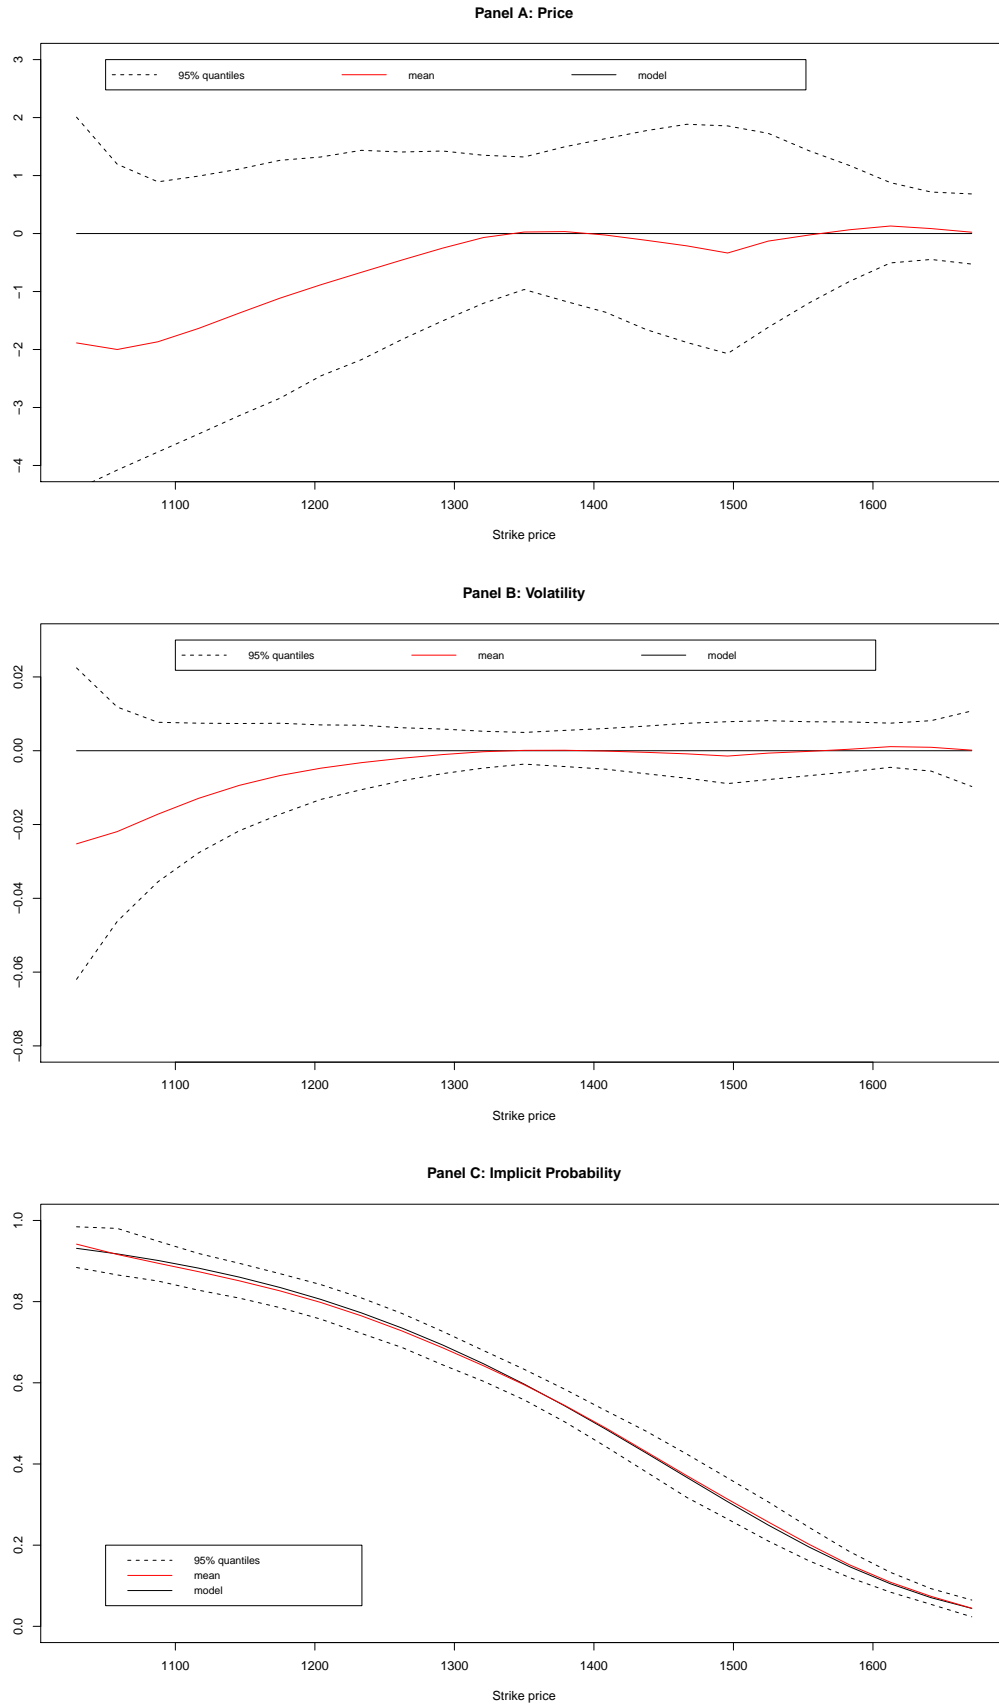 Panel A: Price
3
2
1
0
−1
−2
−3
−4
95% quantiles mean model
1100 1200 1300 1400 1500 1600
Strike price
Panel B: Volatility
0.02
0.00
−0.02
−0.04
−0.06
−0.08
95% quantiles mean model
1100 1200 1300 1400 1500 1600
Strike price
Panel C: Implicit Probability
1.0
0.8
0.6
0.4
0.2
0.0
95% quantiles
mean
model
1100 1200 1300 1400 1500 1600
Strike price